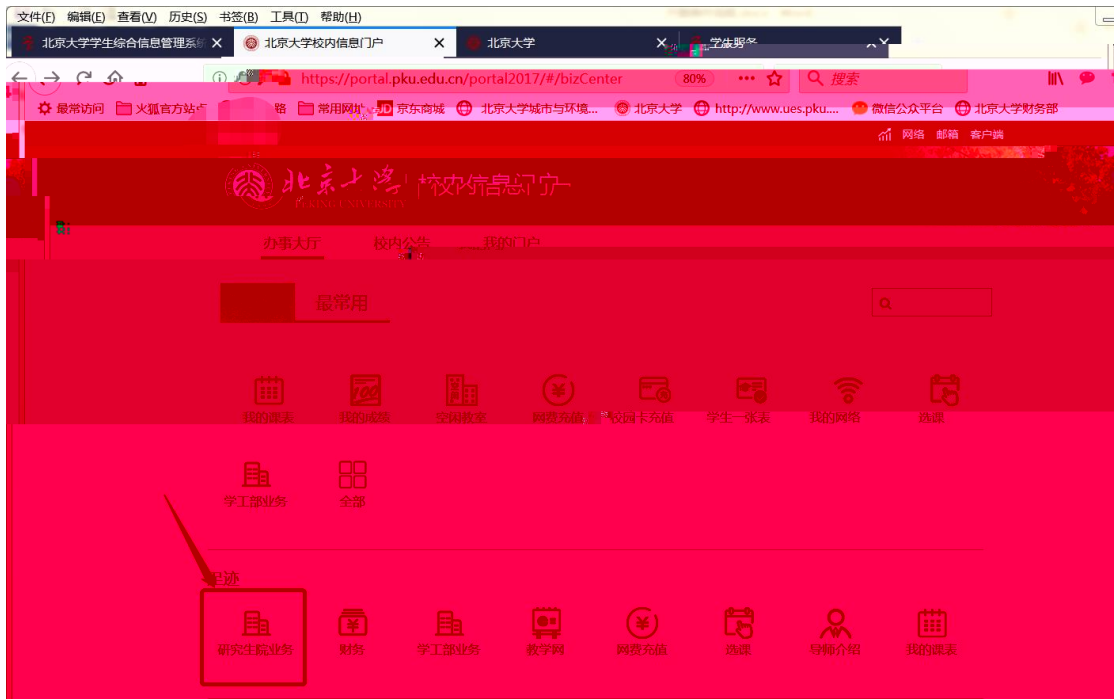 文件(F) 编辑(E) 查看(V) 历史(S) 书签(B) 工具(T) 帮助(H)
北京大学学生综合信息管理系统 × 北京大学校内信息门户 × 北京大学 ×
https://portal.pku.edu.cn/portal2017/#/bizCenter 80% 搜索
最常访问 火狐官方站点 常用网址 JD 京东商城 北京大学城市与环境... 北京大学 http://www.ues.pku.... 微信公众平台 北京大学财务部
网络 邮箱 客户端
北京大学 校内信息门户
PEKING UNIVERSITY
办事大厅 校内公告 我的门户
最常用
我的课表 我的成绩 空闲教室 网费充值 校园卡充值 学生一张表 我的网络 选课
学工部业务 全部
足迹
研究生院业务 财务 学工部业务 教学网 网费充值 选课 导师介绍 我的课表